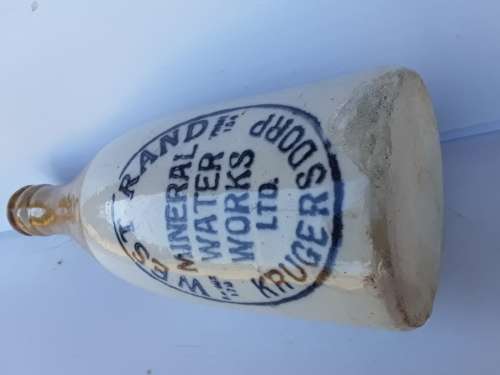 WEST RAND
MINERAL
WATER
WORKS
LTD.
KRUGERSDORP